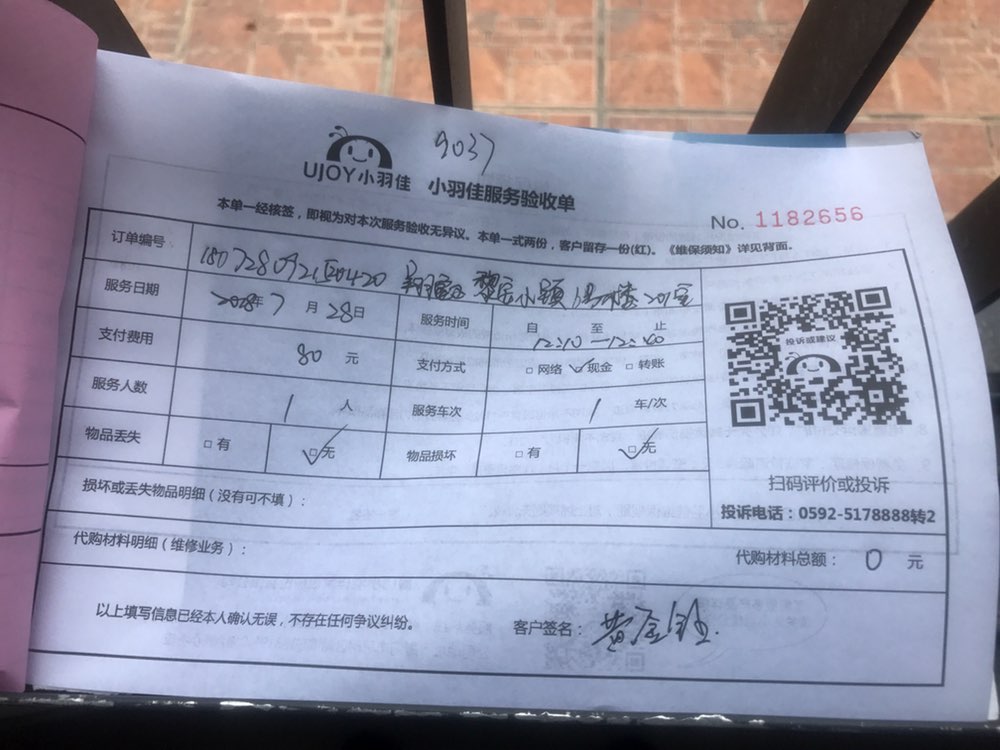 9037
UJOY小羽佳 小羽佳服务验收单
No. 1182656
本单一经核签，即视为对本次服务验收无异议。本单一式两份，客户留存一份(红)。《维保须知》详见背面。
订单编号
服务日期 年 7 月 28 日 服务时间 自 至 止
12:10 — 12:40
支付费用 80 元 支付方式 □ 网络 ☑ 现金 □ 转账
服务人数 1 人 服务车次 1 车/次
物品丢失 □ 有 ☑ 无 物品损坏 □ 有 ☑ 无
投诉或建议
扫码评价或投诉
投诉电话：0592-5178888转2
损坏或丢失物品明细（没有可不填）：
代购材料明细（维修业务）： 代购材料总额： 0 元
以上填写信息已经本人确认无误，不存在任何争议纠纷。 客户签名： 黄